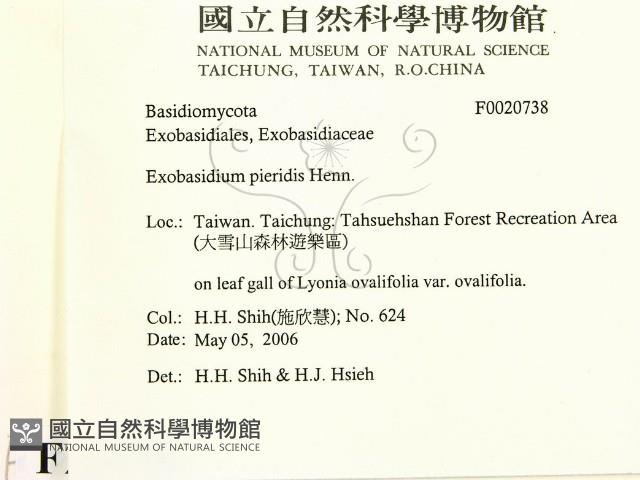 國立自然科學博物館
NATIONAL MUSEUM OF NATURAL SCIENCE
TAICHUNG, TAIWAN, R.O.CHINA
Basidiomycota F0020738
Exobasidiales, Exobasidiaceae
Exobasidium pieridis Henn.
Loc.: Taiwan. Taichung: Tahsuehshan Forest Recreation Area
(大雪山森林遊樂區)
on leaf gall of Lyonia ovalifolia var. ovalifolia.
Col.: H.H. Shih(施欣慧); No. 624
Date: May 05, 2006
Det.: H.H. Shih & H.J. Hsieh
國立自然科學博物館
NATIONAL MUSEUM OF NATURAL SCIENCE
F